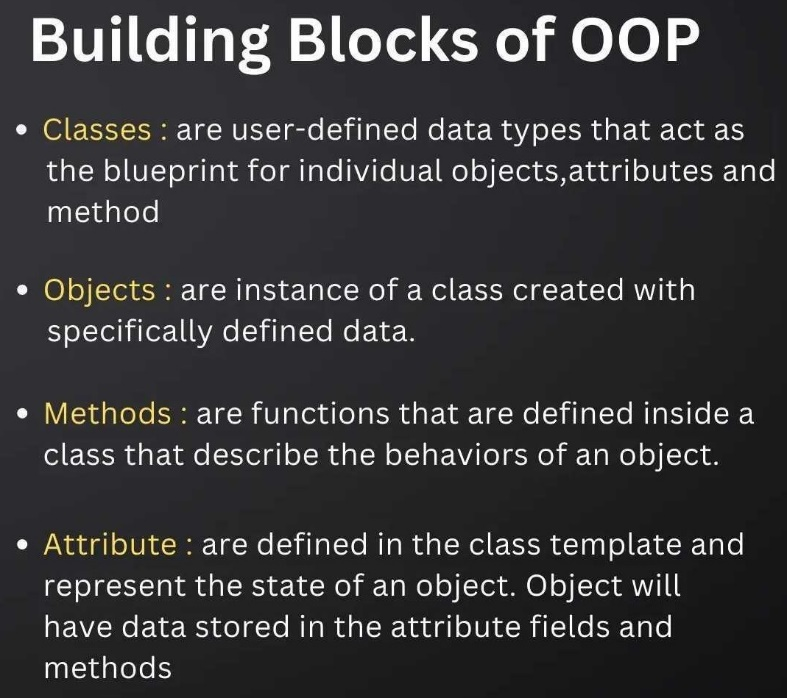 Building Blocks of OOP
• Classes : are user-defined data types that act as
the blueprint for individual objects,attributes and
method
• Objects : are instance of a class created with
specifically defined data.
• Methods : are functions that are defined inside a
class that describe the behaviors of an object.
• Attribute : are defined in the class template and
represent the state of an object. Object will
have data stored in the attribute fields and
methods